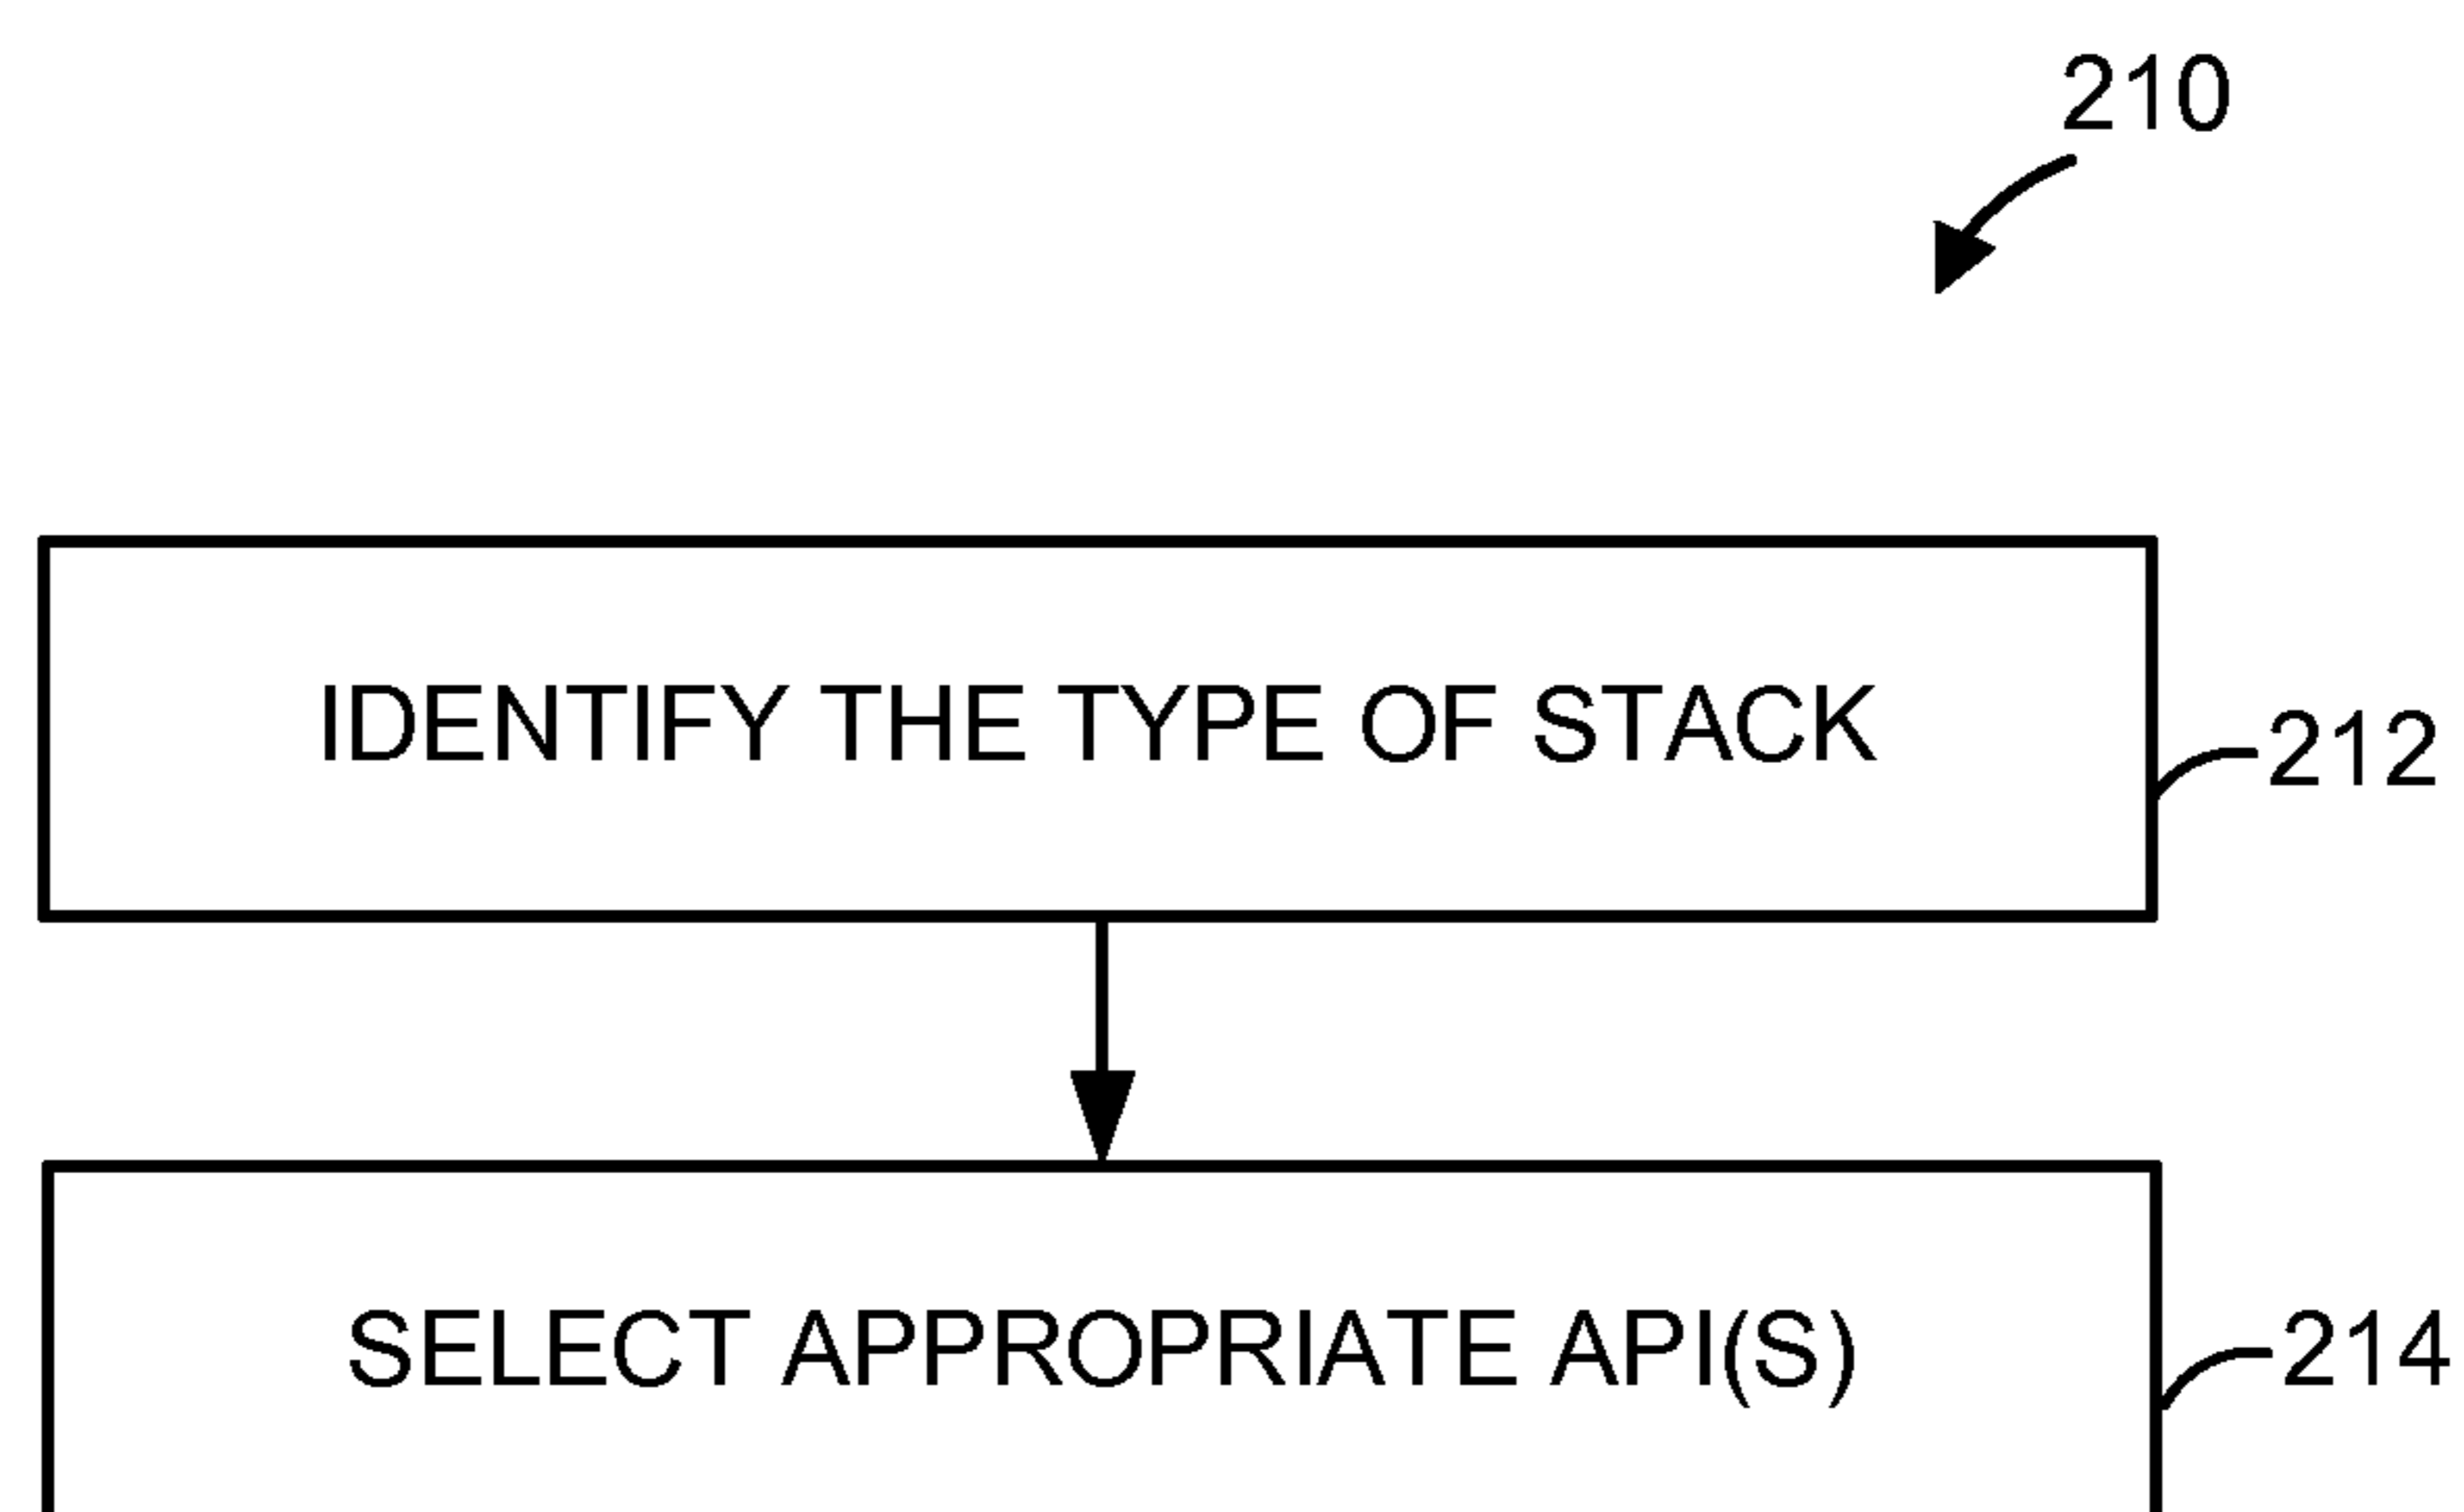 210
IDENTIFY THE TYPE OF STACK
212
SELECT APPROPRIATE API(S)
214